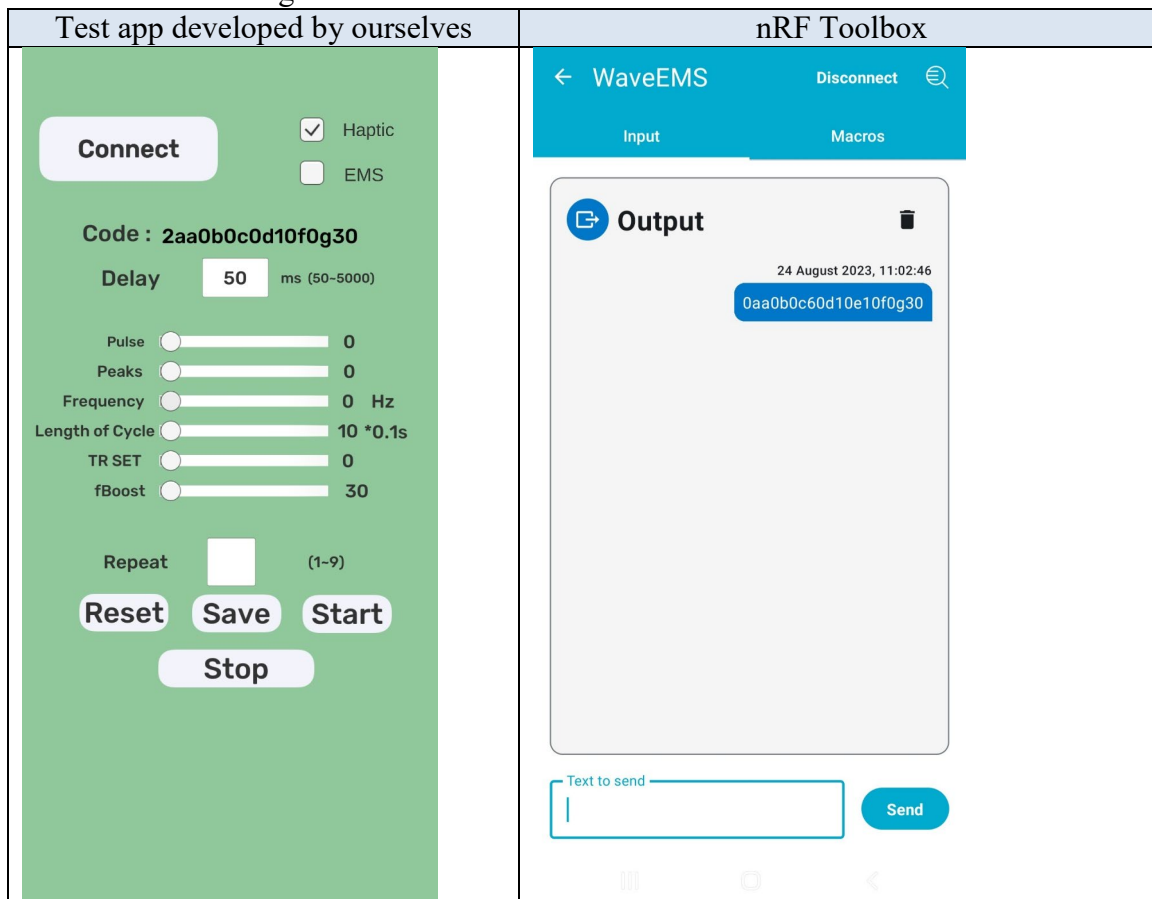 Test app developed by ourselves
nRF Toolbox
Connect
Haptic
EMS
Code : 2aa0b0c0d10f0g30
Delay 50 ms (50~5000)
Pulse 0
Peaks 0
Frequency 0 Hz
Length of Cycle 10 *0.1s
TR SET 0
fBoost 30
Repeat (1~9)
Reset Save Start
Stop
WaveEMS Disconnect
Input Macros
Output
24 August 2023, 11:02:46
0aa0b0c60d10e10f0g30
Text to send
Send